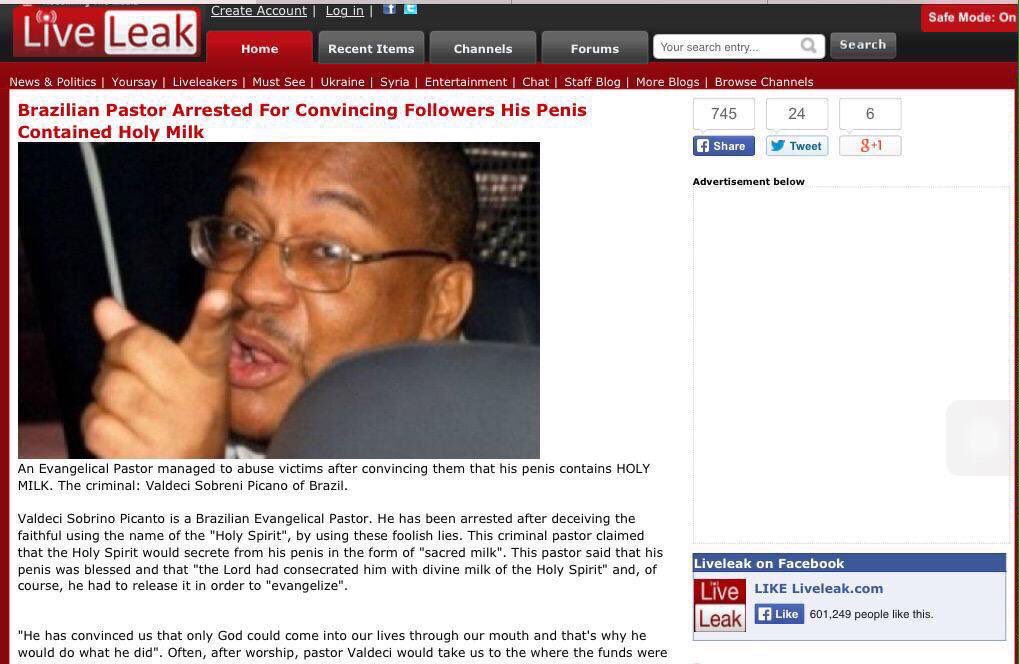 Create Account | Log in |
Live Leak
Safe Mode: On
Home
Recent Items
Channels
Forums
Your search entry...
Search
News & Politics | Yoursay | Liveleakers | Must See | Ukraine | Syria | Entertainment | Chat | Staff Blog | More Blogs | Browse Channels
Brazilian Pastor Arrested For Convincing Followers His Penis
Contained Holy Milk
An Evangelical Pastor managed to abuse victims after convincing them that his penis contains HOLY
MILK. The criminal: Valdeci Sobreni Picano of Brazil.
Valdeci Sobrino Picanto is a Brazilian Evangelical Pastor. He has been arrested after deceiving the
faithful using the name of the "Holy Spirit", by using these foolish lies. This criminal pastor claimed
that the Holy Spirit would secrete from his penis in the form of "sacred milk". This pastor said that his
penis was blessed and that "the Lord had consecrated him with divine milk of the Holy Spirit" and, of
course, he had to release it in order to "evangelize".
"He has convinced us that only God could come into our lives through our mouth and that's why he
would do what he did". Often, after worship, pastor Valdeci would take us to the where the funds were
745
24
6
Share
Tweet
g+1
Advertisement below
Liveleak on Facebook
Live
Leak
LIKE Liveleak.com
Like
601,249 people like this.